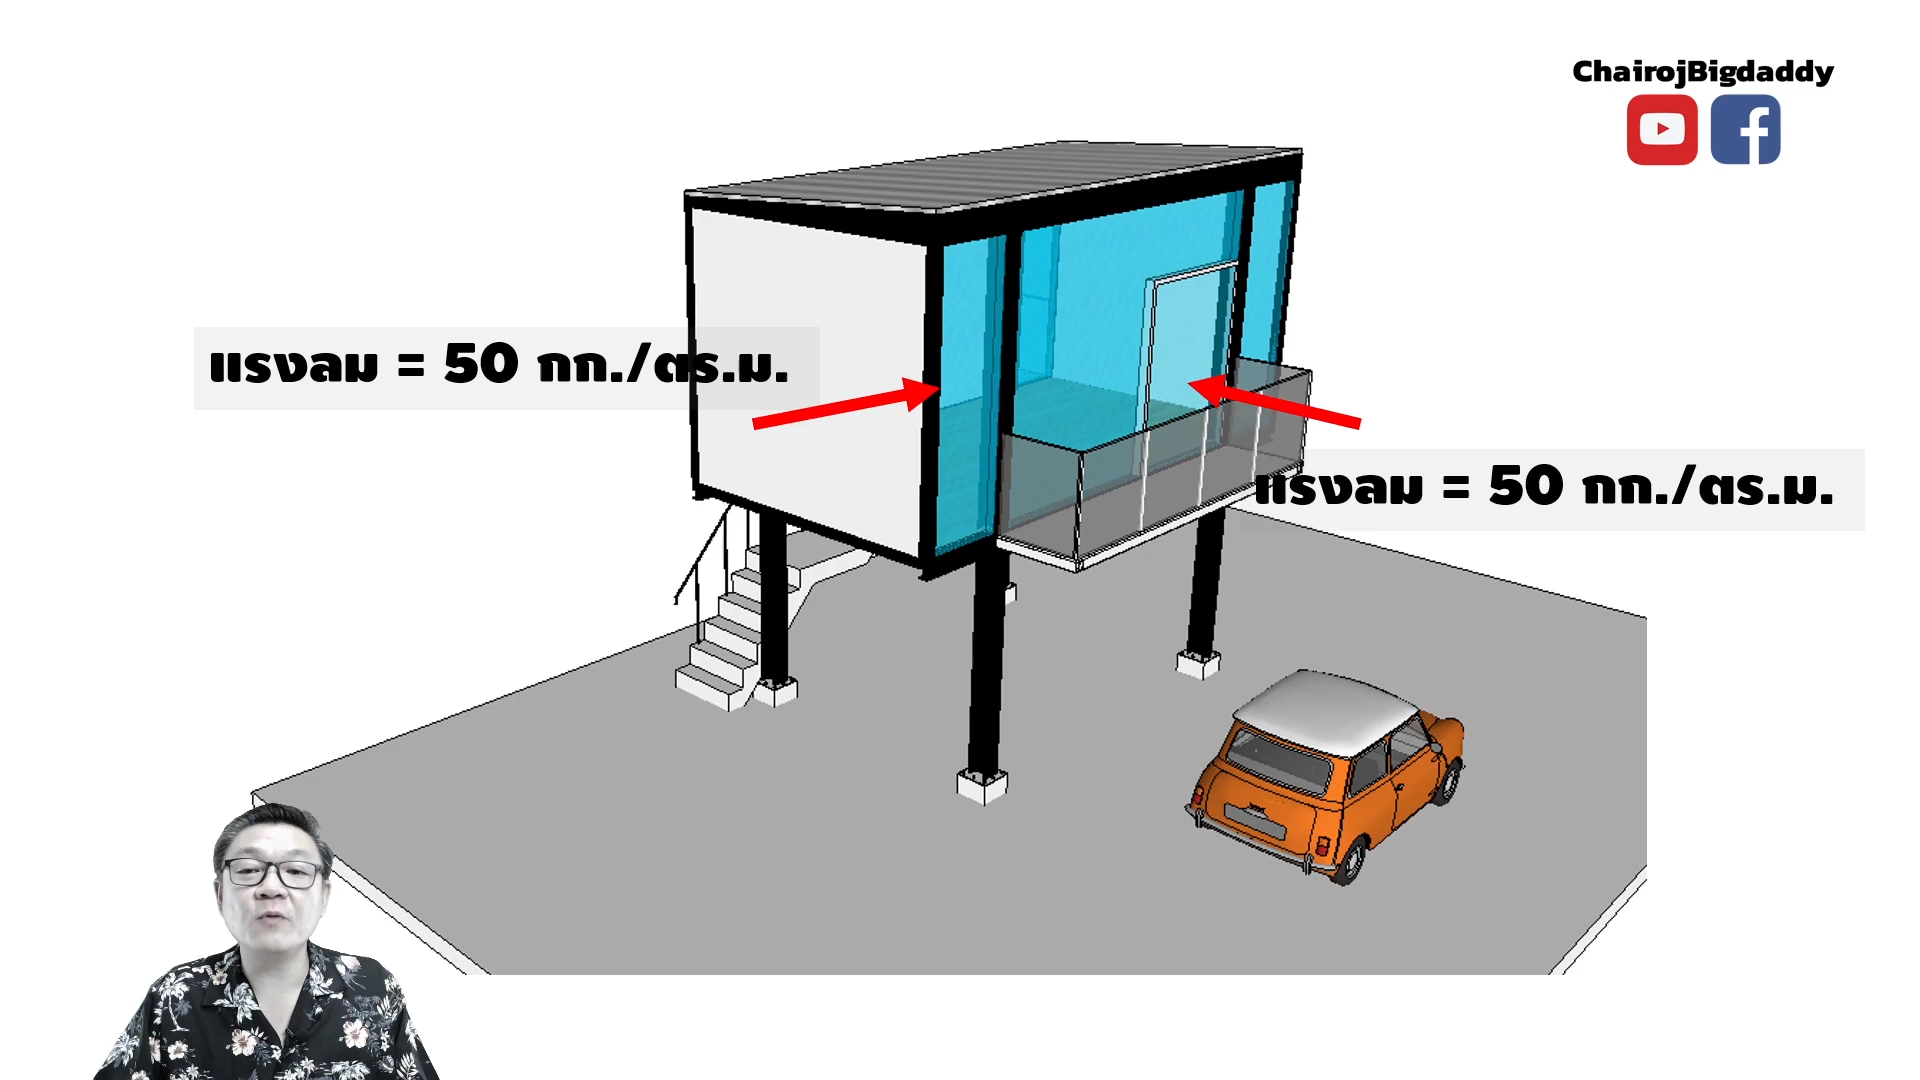 ChairojBigdaddy
แรงลม = 50 กก./ตร.ม.
แรงลม = 50 กก./ตร.ม.